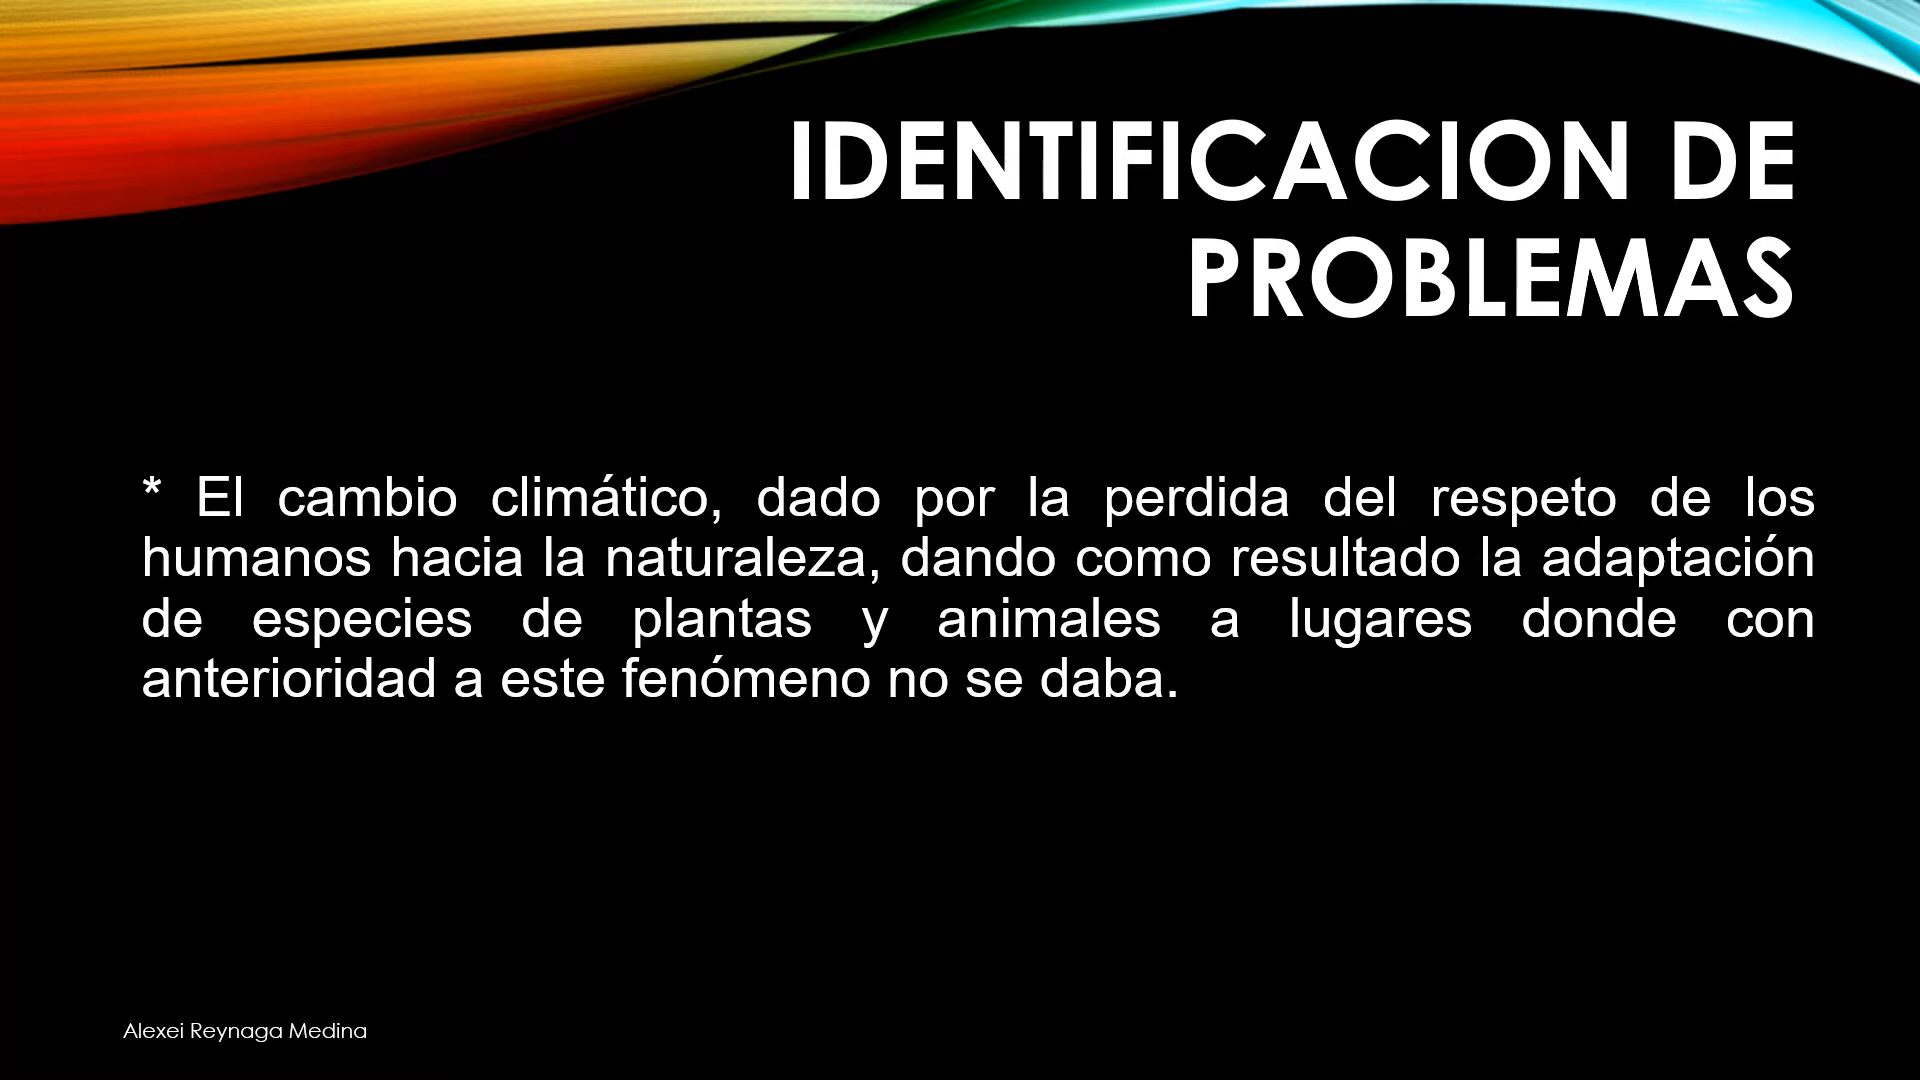 IDENTIFICACION DE
PROBLEMAS
* El cambio climático, dado por la perdida del respeto de los
humanos hacia la naturaleza, dando como resultado la adaptación
de especies de plantas y animales a lugares donde con
anterioridad a este fenómeno no se daba.
Alexei Reynaga Medina